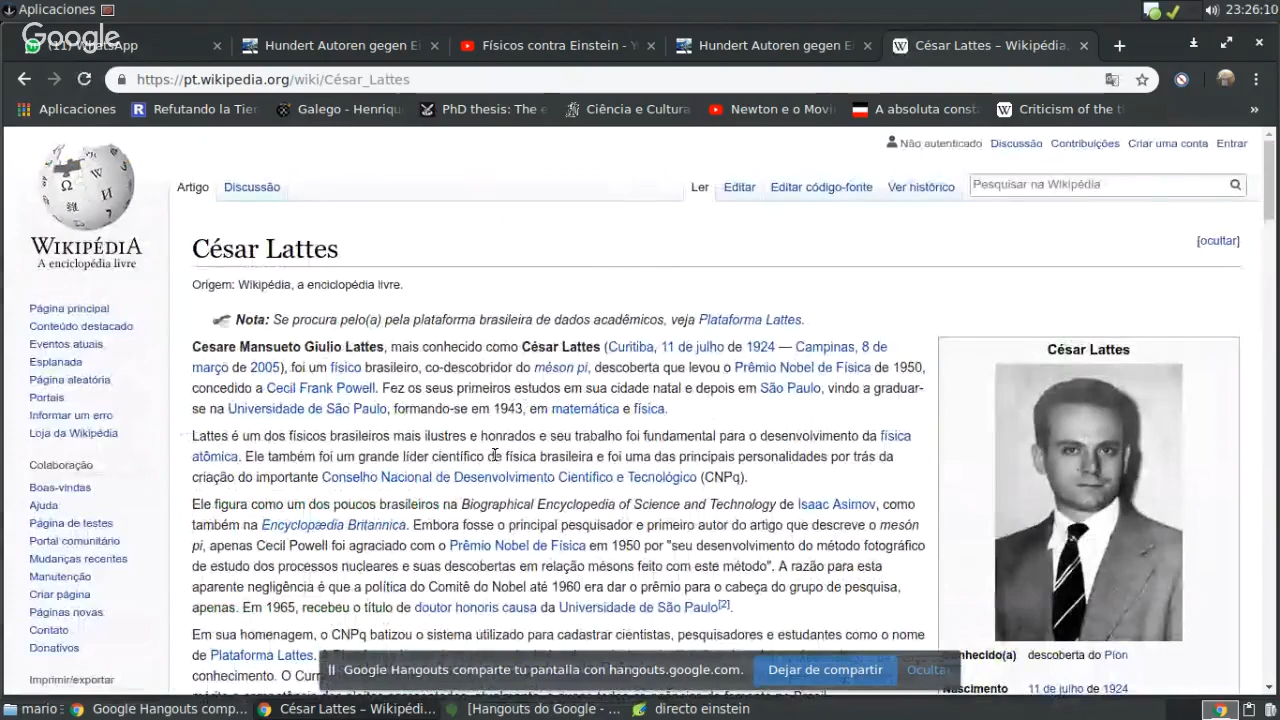 Aplicaciones
23:26:10
Google
(11) WhatsApp
Hundert Autoren gegen Ei
Físicos contra Einstein - Y
Hundert Autoren gegen Ei
César Lattes – Wikipédia,
https://pt.wikipedia.org/wiki/César_Lattes
Aplicaciones
Refutando la Tier
Galego - Henriqu
PhD thesis: The e
Ciência e Cultura
Newton e o Movi
A absoluta const
Criticism of the t
Não autenticado Discussão Contribuições Criar uma conta Entrar
Artigo Discussão
Ler Editar Editar código-fonte Ver histórico
Pesquisar na Wikipédia
WIKIPÉDIA
A enciclopédia livre
Página principal
Conteúdo destacado
Eventos atuais
Esplanada
Página aleatória
Portais
Informar um erro
Loja da Wikipédia
Colaboração
Boas-vindas
Ajuda
Página de testes
Portal comunitário
Mudanças recentes
Manutenção
Criar página
Páginas novas
Contato
Donativos
Imprimir/exportar
César Lattes
[ocultar]
Origem: Wikipédia, a enciclopédia livre.
Nota: Se procura pelo(a) pela plataforma brasileira de dados acadêmicos, veja Plataforma Lattes.
Cesare Mansueto Giulio Lattes, mais conhecido como César Lattes (Curitiba, 11 de julho de 1924 — Campinas, 8 de
março de 2005), foi um físico brasileiro, co-descobridor do méson pi, descoberta que levou o Prêmio Nobel de Física de 1950,
concedido a Cecil Frank Powell. Fez os seus primeiros estudos em sua cidade natal e depois em São Paulo, vindo a graduar-
se na Universidade de São Paulo, formando-se em 1943, em matemática e física.
Lattes é um dos físicos brasileiros mais ilustres e honrados e seu trabalho foi fundamental para o desenvolvimento da física
atômica. Ele também foi um grande líder científico de física brasileira e foi uma das principais personalidades por trás da
criação do importante Conselho Nacional de Desenvolvimento Científico e Tecnológico (CNPq).
Ele figura como um dos poucos brasileiros na Biographical Encyclopedia of Science and Technology de Isaac Asimov, como
também na Encyclopædia Britannica. Embora fosse o principal pesquisador e primeiro autor do artigo que descreve o mesón
pi, apenas Cecil Powell foi agraciado com o Prêmio Nobel de Física em 1950 por "seu desenvolvimento do método fotográfico
de estudo dos processos nucleares e suas descobertas em relação mésons feito com este método". A razão para esta
aparente negligência é que a política do Comitê do Nobel até 1960 era dar o prêmio para o cabeça do grupo de pesquisa,
apenas. Em 1965, recebeu o título de doutor honoris causa da Universidade de São Paulo[2].
Em sua homenagem, o CNPq batizou o sistema utilizado para cadastrar cientistas, pesquisadores e estudantes como o nome
de Plataforma Lattes.
conhecimento. O Curr
César Lattes
Conhecido(a) descoberta do Píon
Nascimento 11 de julho de 1924
Google Hangouts comparte tu pantalla con hangouts.google.com.
Dejar de compartir
Oculta
mario
Google Hangouts comp...
César Lattes – Wikipédi...
[Hangouts do Google - ...
directo einstein